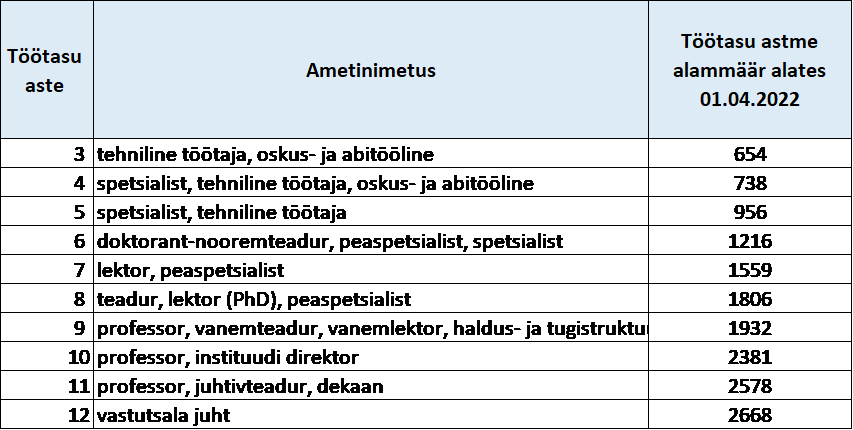 Töötasu aste
Ametinimetus
Töötasu astme alammäär alates 01.04.2022
3 tehniline töötaja, oskus- ja abitööline 654
4 spetsialist, tehniline töötaja, oskus- ja abitööline 738
5 spetsialist, tehniline töötaja 956
6 doktorant-nooremteadur, peaspetsialist, spetsialist 1216
7 lektor, peaspetsialist 1559
8 teadur, lektor (PhD), peaspetsialist 1806
9 professor, vanemteadur, vanemlektor, haldus- ja 1932
10 professor, instituudi direktor 2381
11 professor, juhtivteadur, dekaan 2578
12 vastutsala juht 2668